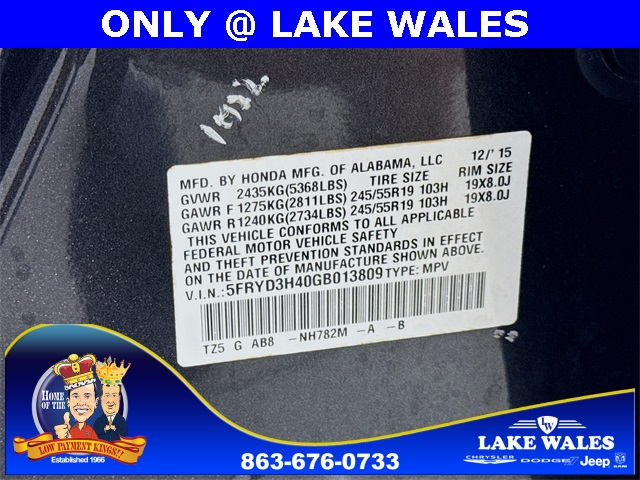 ONLY @ LAKE WALES
MFD. BY HONDA MFG. OF ALABAMA, LLC 12/'15
GVWR 2435KG(5368LBS) TIRE SIZE RIM SIZE
GAWR F 1275KG(2811LBS) 245/55R19 103H 19X8.0J
GAWR R 1240KG(2734LBS) 245/55R19 103H 19X8.0J
THIS VEHICLE CONFORMS TO ALL APPLICABLE
FEDERAL MOTOR VEHICLE SAFETY
AND THEFT PREVENTION STANDARDS IN EFFECT
ON THE DATE OF MANUFACTURE SHOWN ABOVE.
V.I.N.: 5FRYD3H40GB013809 TYPE: MPV
TZ5 G AB8 -NH782M -A -B
HOME OF THE
LOW PAYMENT KINGS!!
Established 1966
863-676-0733
LW
LAKE WALES
CHRYSLER DODGE Jeep RAM